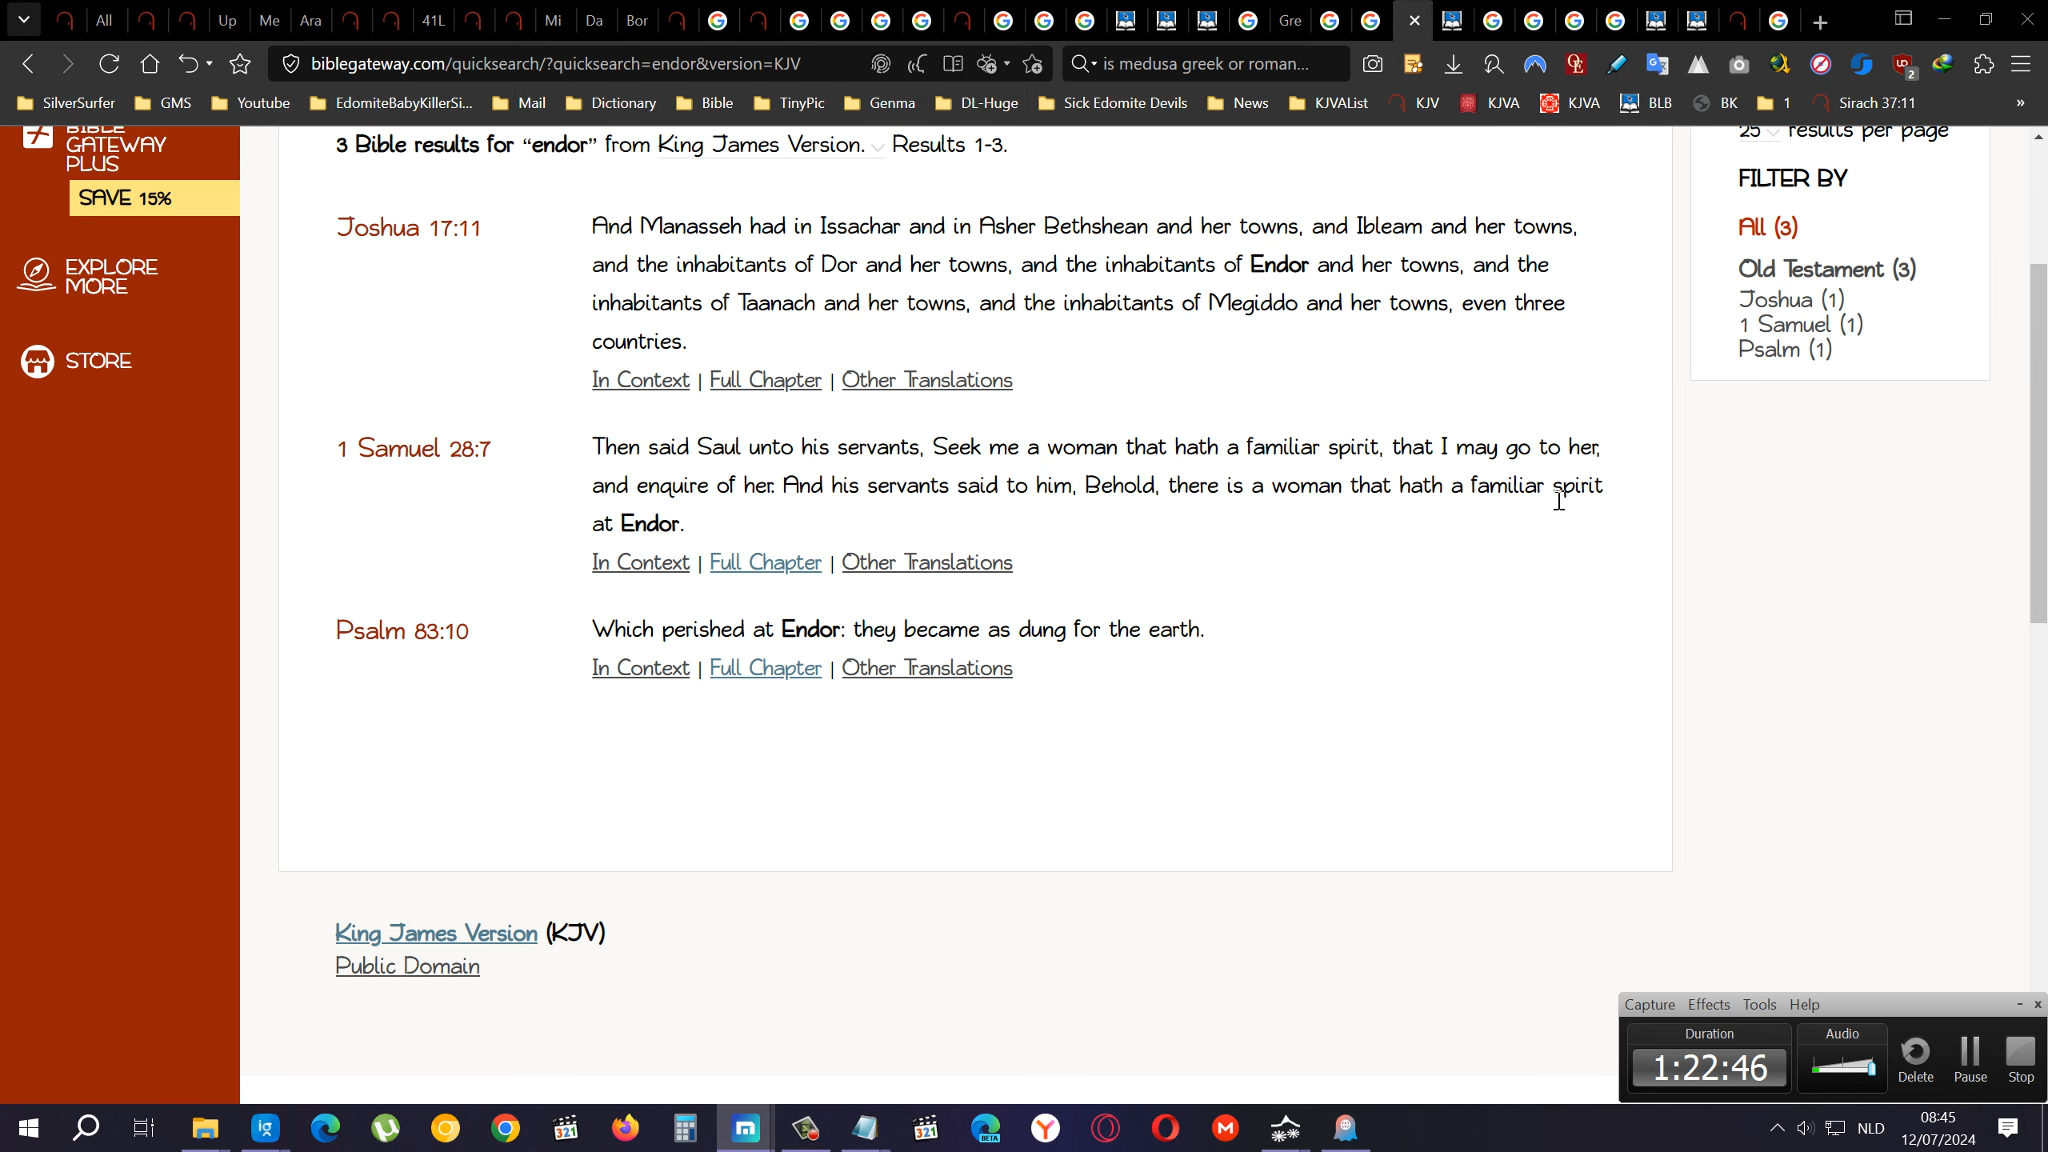 All
Up
Me
Ara
41L
Mi
Da
Bor
Gre
biblegateway.com/quicksearch/?quicksearch=endor&version=KJV
is medusa greek or roman...
2
SilverSurfer
GMS
Youtube
EdomiteBabyKillerSi...
Mail
Dictionary
Bible
TinyPic
Genma
DL-Huge
Sick Edomite Devils
News
KJVAList
KJV
KJVA
KJVA
BLB
BK
1
Sirach 37:11
»
BIBLE
GATEWAY
PLUS
SAVE 15%
EXPLORE
MORE
STORE
3 Bible results for “endor” from King James Version. Results 1-3.
Joshua 17:11
And Manasseh had in Issachar and in Asher Bethshean and her towns, and Ibleam and her towns,
and the inhabitants of Dor and her towns, and the inhabitants of Endor and her towns, and the
inhabitants of Taanach and her towns, and the inhabitants of Megiddo and her towns, even three
countries.
In Context | Full Chapter | Other Translations
1 Samuel 28:7
Then said Saul unto his servants, Seek me a woman that hath a familiar spirit, that I may go to her,
and enquire of her. And his servants said to him, Behold, there is a woman that hath a familiar spirit
at Endor.
In Context | Full Chapter | Other Translations
Psalm 83:10
Which perished at Endor: they became as dung for the earth.
In Context | Full Chapter | Other Translations
King James Version (KJV)
Public Domain
25 results per page
FILTER BY
All (3)
Old Testament (3)
Joshua (1)
1 Samuel (1)
Psalm (1)
Capture Effects Tools Help
Duration
1:22:46
Audio
Delete
Pause
Stop
321
321
BETA
NLD
08:45
12/07/2024